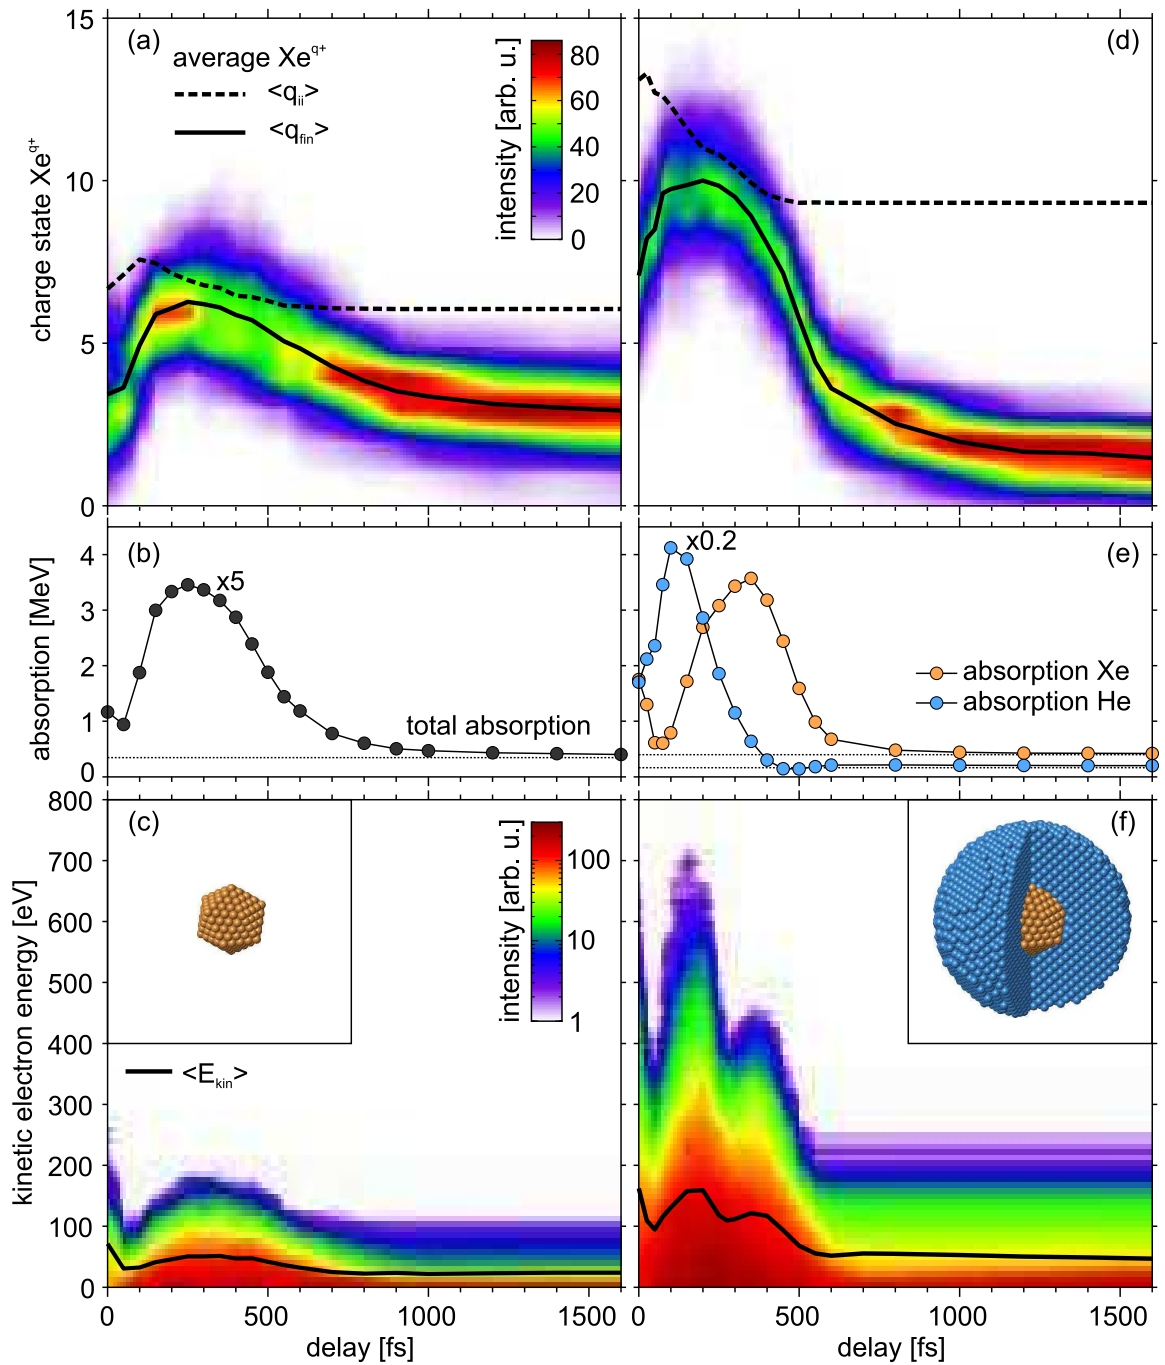 (a)
average Xe^q+
<q_ii>
<q_fin>
intensity [arb. u.]
80
60
40
20
0
(d)
charge state Xe^q+
15
10
5
0
(b)
x5
total absorption
absorption [MeV]
4
3
2
1
0
(e)
x0.2
absorption Xe
absorption He
(c)
intensity [arb. u.]
100
10
1
(f)
<E_kin>
kinetic electron energy [eV]
800
700
600
500
400
300
200
100
0
0
500
1000
1500
delay [fs]
0
500
1000
1500
delay [fs]